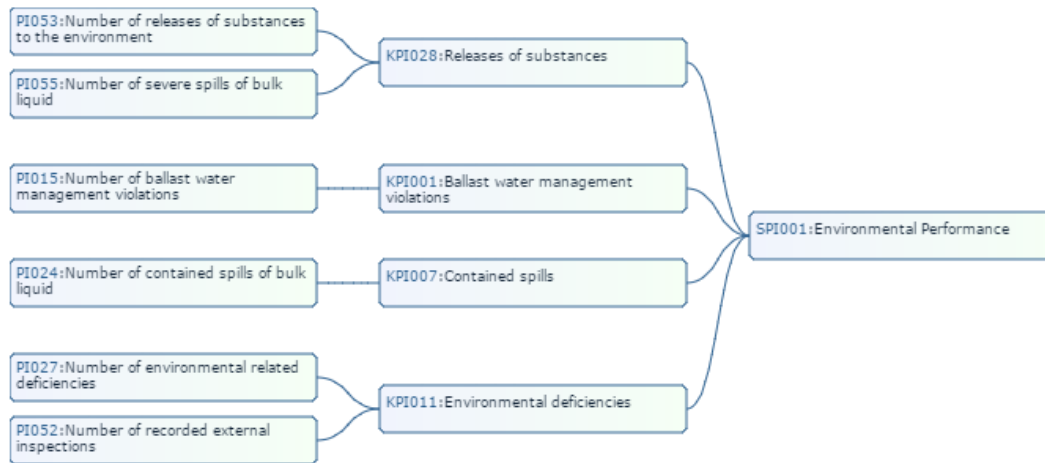 PI053:Number of releases of substances
to the environment
PI055:Number of severe spills of bulk
liquid
KPI028:Releases of substances
PI015:Number of ballast water
management violations
KPI001:Ballast water management
violations
PI024:Number of contained spills of bulk
liquid
KPI007:Contained spills
PI027:Number of environmental related
deficiencies
PI052:Number of recorded external
inspections
KPI011:Environmental deficiencies
SPI001:Environmental Performance